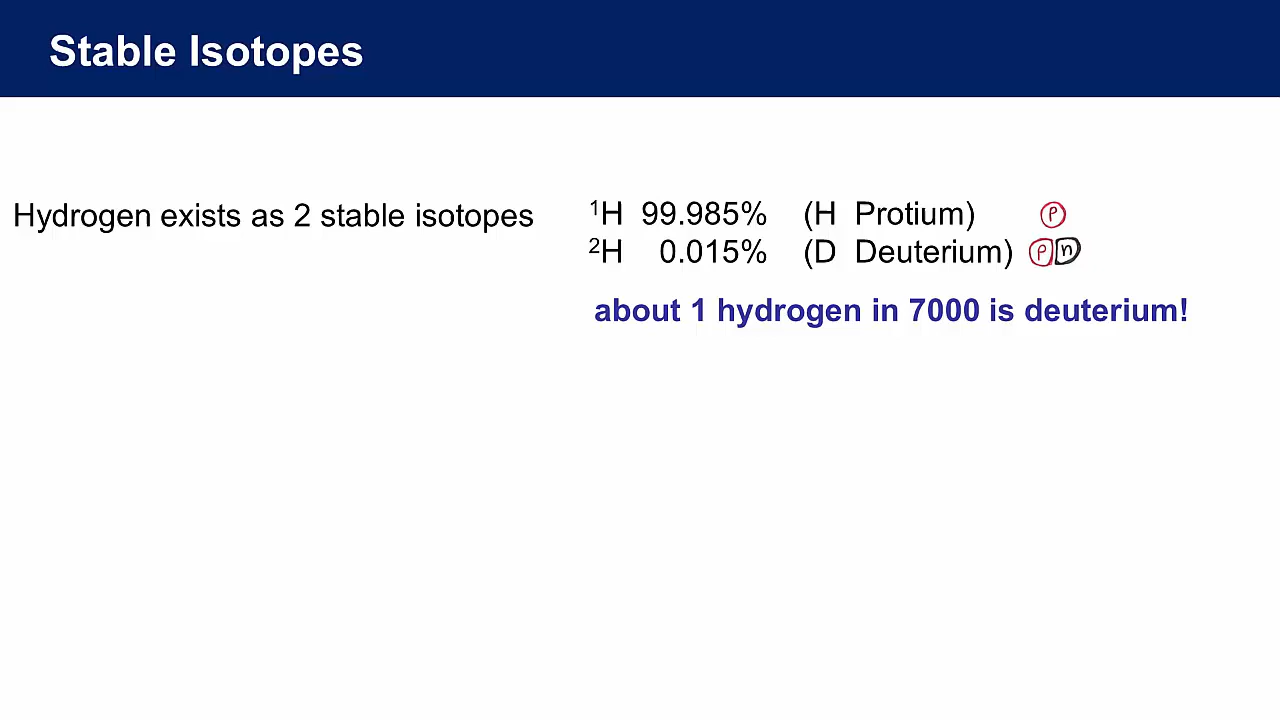 Stable Isotopes
Hydrogen exists as 2 stable isotopes
¹H 99.985% (H Protium) p
²H 0.015% (D Deuterium) p n
about 1 hydrogen in 7000 is deuterium!